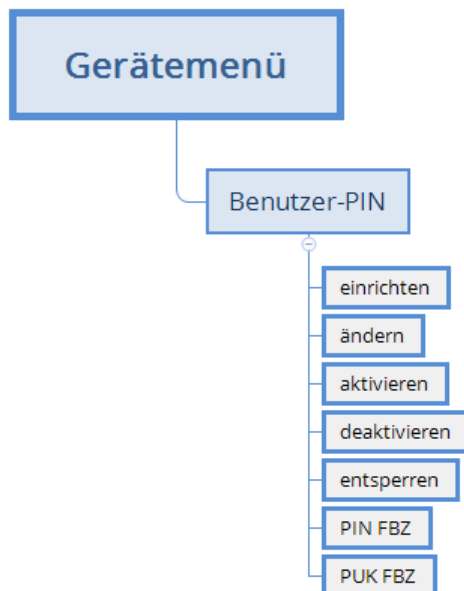 Gerätemenü
Benutzer-PIN
einrichten
ändern
aktivieren
deaktivieren
entsperren
PIN FBZ
PUK FBZ